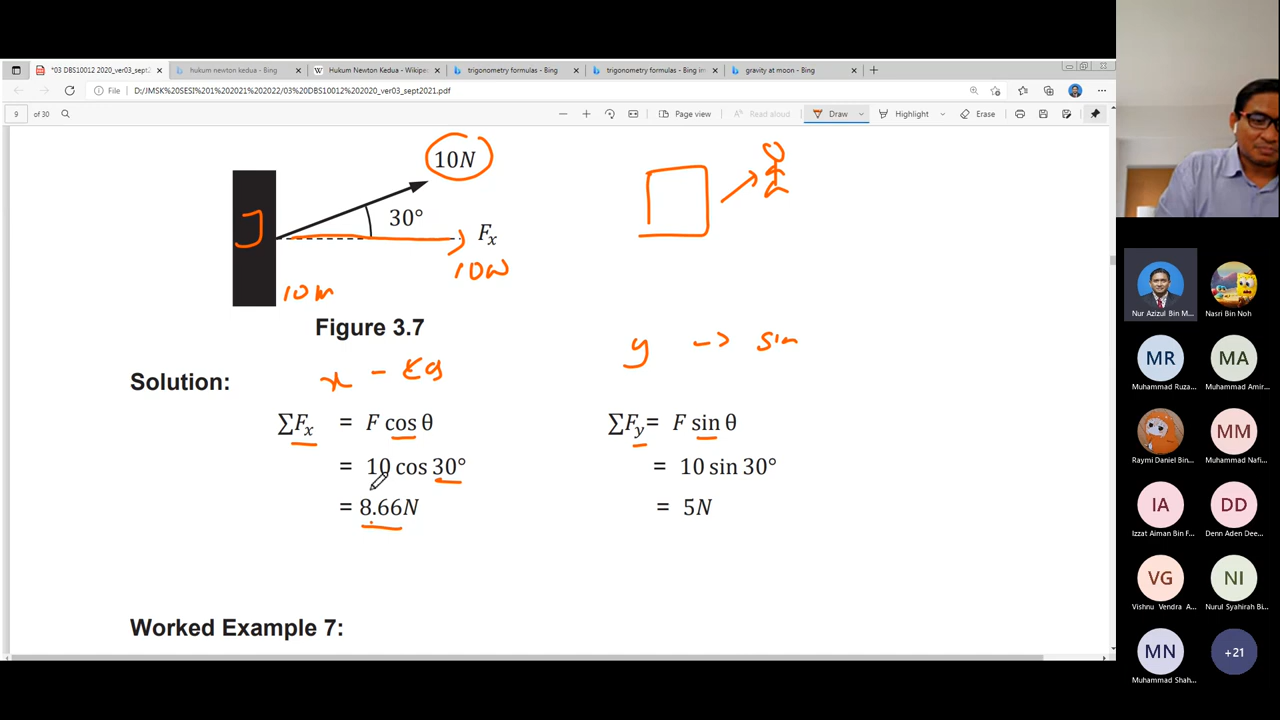 *03 DBS10012 2020_ver03_sept202
hukum newton kedua - Bing
Hukum Newton Kedua - Wikipe
trigonometry formulas - Bing
trigonometry formulas - Bing im
gravity at moon - Bing
File
D:/JMSK%20SESI%201%202021%202022/03%20DBS10012%202020_ver03_sept2021.pdf
9 of 30
Page view
Read aloud
Draw
Highlight
Erase
10N
30°
Fx
10N
10m
Figure 3.7
y -> sin
Solution:
x - cos
∑Fx = F cos θ
= 10 cos 30°
= 8.66N
∑Fy= F sin θ
= 10 sin 30°
= 5N
Worked Example 7:
Nur Azizul Bin M...
Nasri Bin Noh
MR
Muhammad Ruza...
MA
Muhammad Amir...
Raymi Daniel Bin...
MM
Muhammad Nafi...
IA
Izzat Aiman Bin F...
DD
Denn Aden Dee...
VG
Vishnu Vendra A...
NI
Nurul Syahirah Bi...
MN
Muhammad Shah...
+21